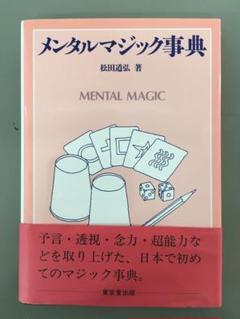 メンタルマジック事典
松田道弘 著
MENTAL MAGIC
予言・透視・念力・超能力な
どを取り上げた、日本で初め
てのマジック事典。
東京堂出版